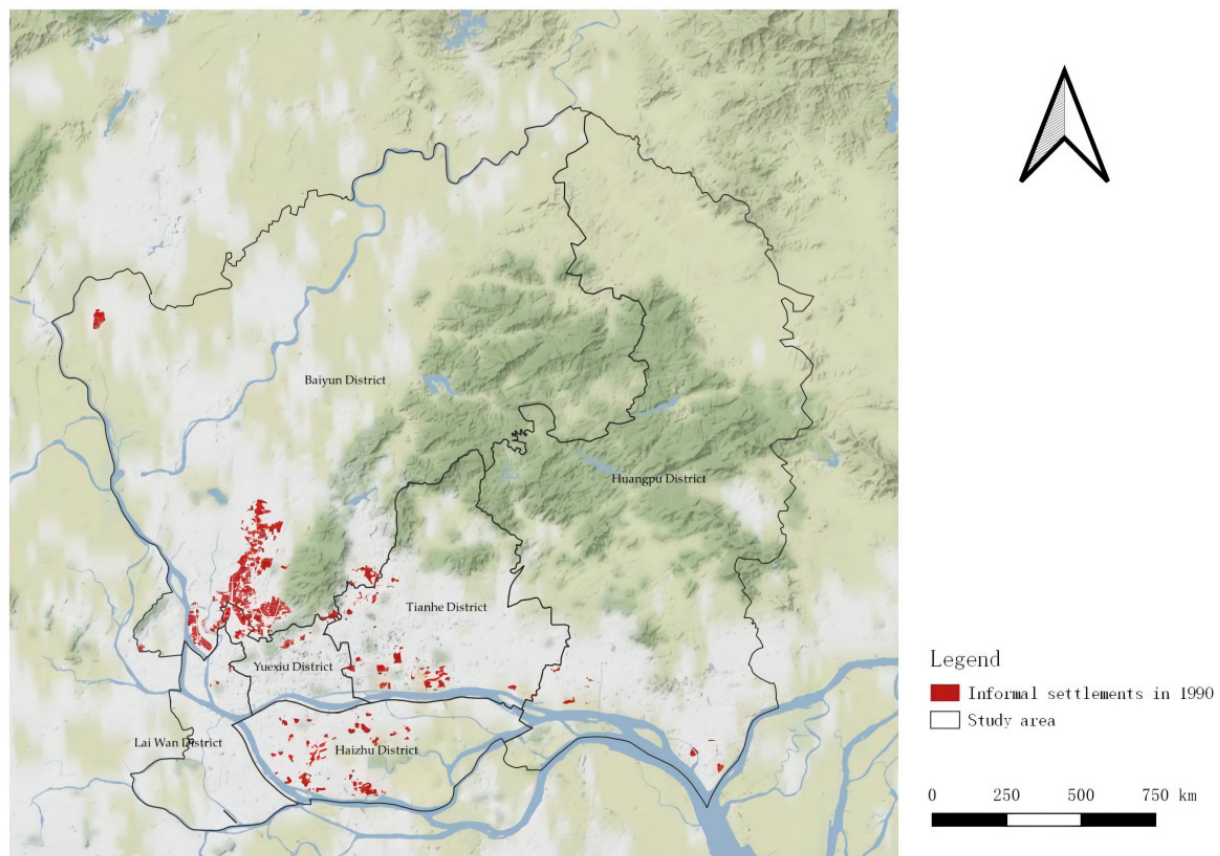 Baiyun District
Huangpu District
Tianhe District
Yuexiu District
Lai Wan District
Haizhu District
Legend
Informal settlements in 1990
Study area
0 250 500 750 km